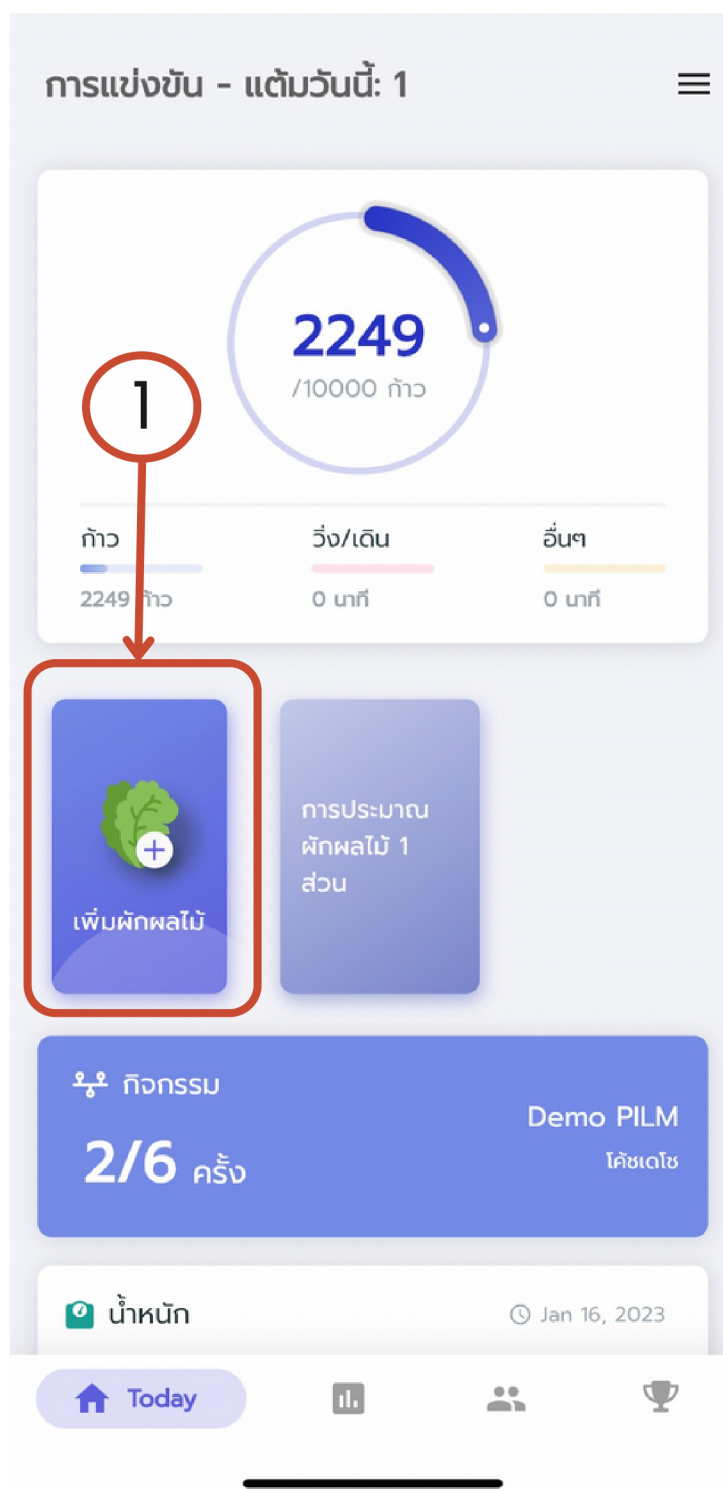 การแข่งขัน - แต้มวันนี้: 1
2249
/10000 ก้าว
1
ก้าว
วิ่ง/เดิน
อื่นๆ
2249 ก้าว
0 นาที
0 นาที
เพิ่มผักผลไม้
การประมาณ
ผักผลไม้ 1
ส่วน
กิจกรรม
2/6 ครั้ง
Demo PILM
โค้ชเดโช
น้ำหนัก
Jan 16, 2023
Today